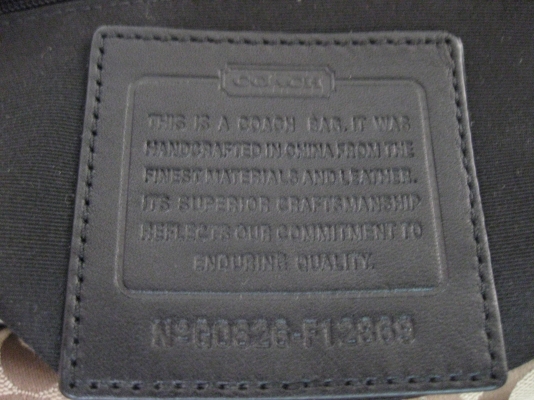 COACH
THIS IS A COACH BAG. IT WAS
HANDCRAFTED IN CHINA FROM THE
FINEST MATERIALS AND LEATHER.
ITS SUPERIOR CRAFTSMANSHIP
REFLECTS OUR COMMITMENT TO
ENDURING QUALITY.
Nº G0826-F12369